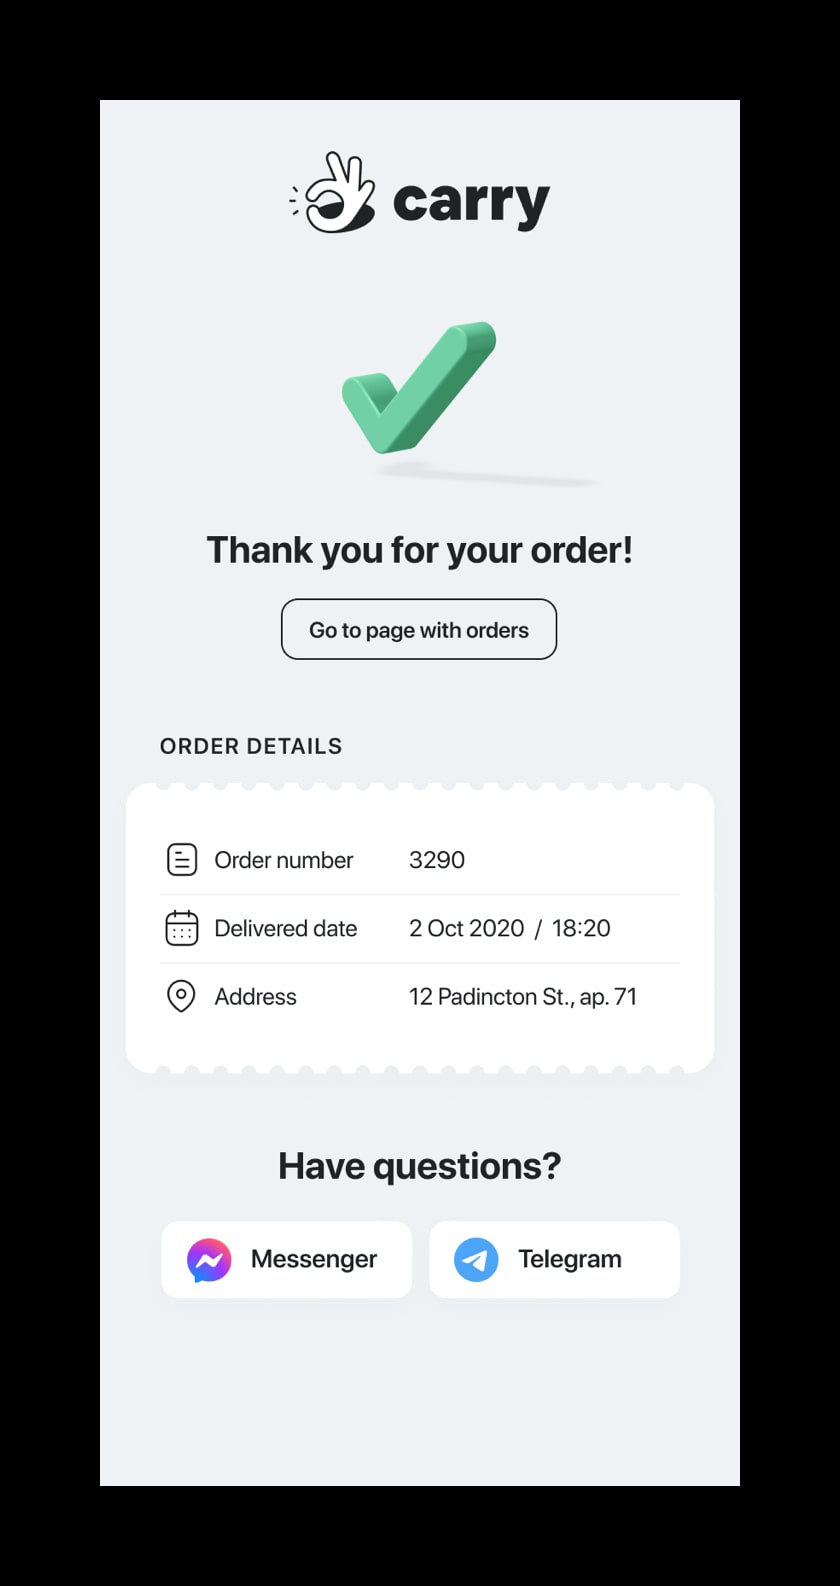 carry
Thank you for your order!
Go to page with orders
ORDER DETAILS
Order number 3290
Delivered date 2 Oct 2020 / 18:20
Address 12 Padincton St., ap. 71
Have questions?
Messenger Telegram